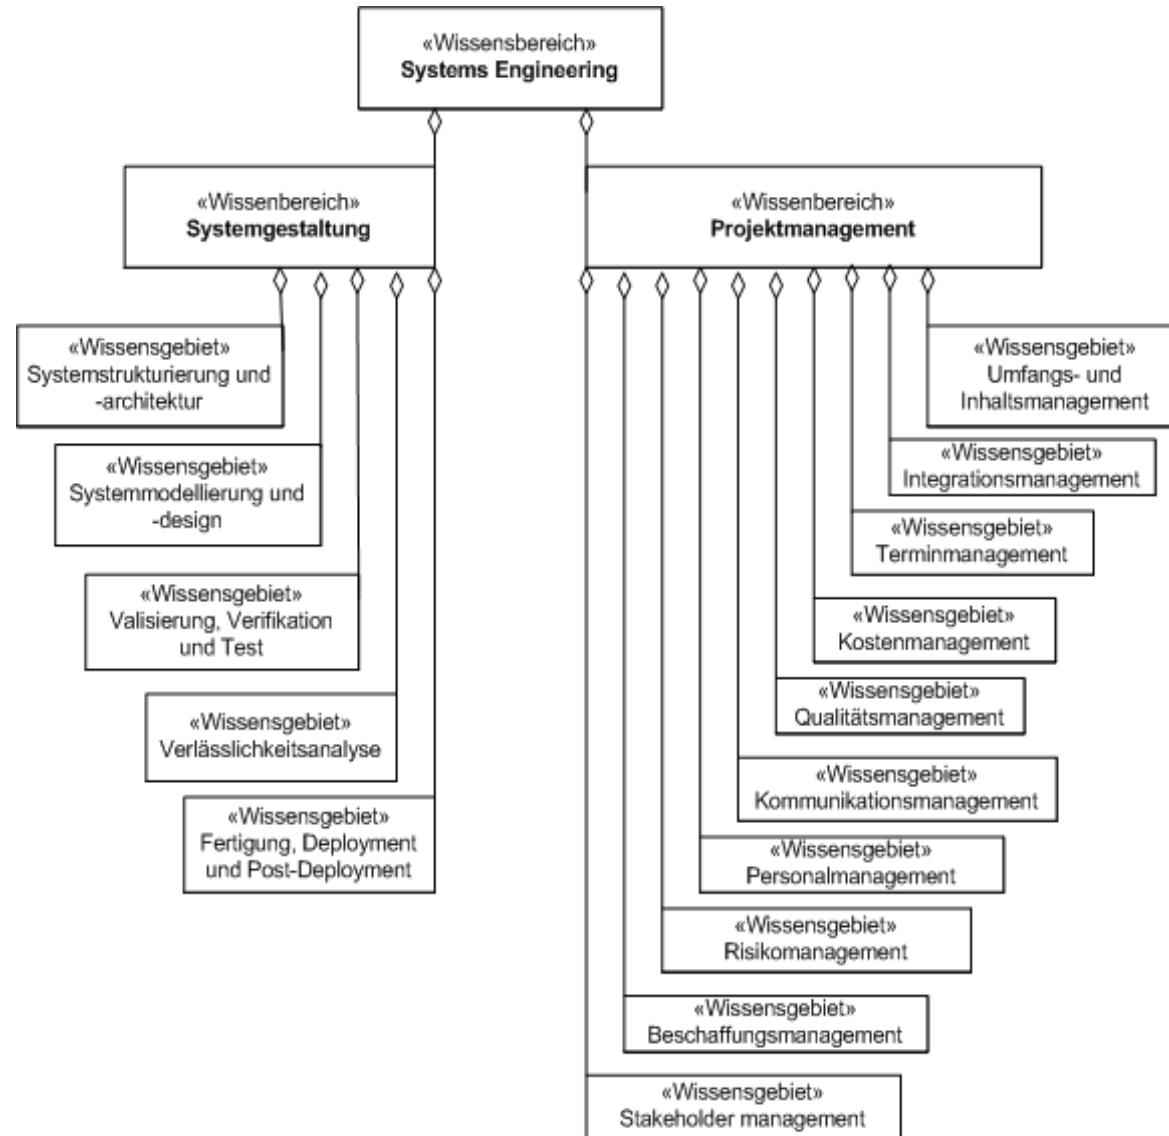 «Wissensbereich»
Systems Engineering
«Wissenbereich»
Systemgestaltung
«Wissenbereich»
Projektmanagement
«Wissensgebiet»
Systemstrukturierung und
-architektur
«Wissensgebiet»
Systemmodellierung und
-design
«Wissensgebiet»
Valisierung, Verifikation
und Test
«Wissensgebiet»
Verlässlichkeitsanalyse
«Wissensgebiet»
Fertigung, Deployment
und Post-Deployment
«Wissensgebiet»
Umfangs- und
Inhaltsmanagement
«Wissensgebiet»
Integrationsmanagement
«Wissensgebiet»
Terminmanagement
«Wissensgebiet»
Kostenmanagement
«Wissensgebiet»
Qualitätsmanagement
«Wissensgebiet»
Kommunikationsmanagement
«Wissensgebiet»
Personalmanagement
«Wissensgebiet»
Risikomanagement
«Wissensgebiet»
Beschaffungsmanagement
«Wissensgebiet»
Stakeholder management